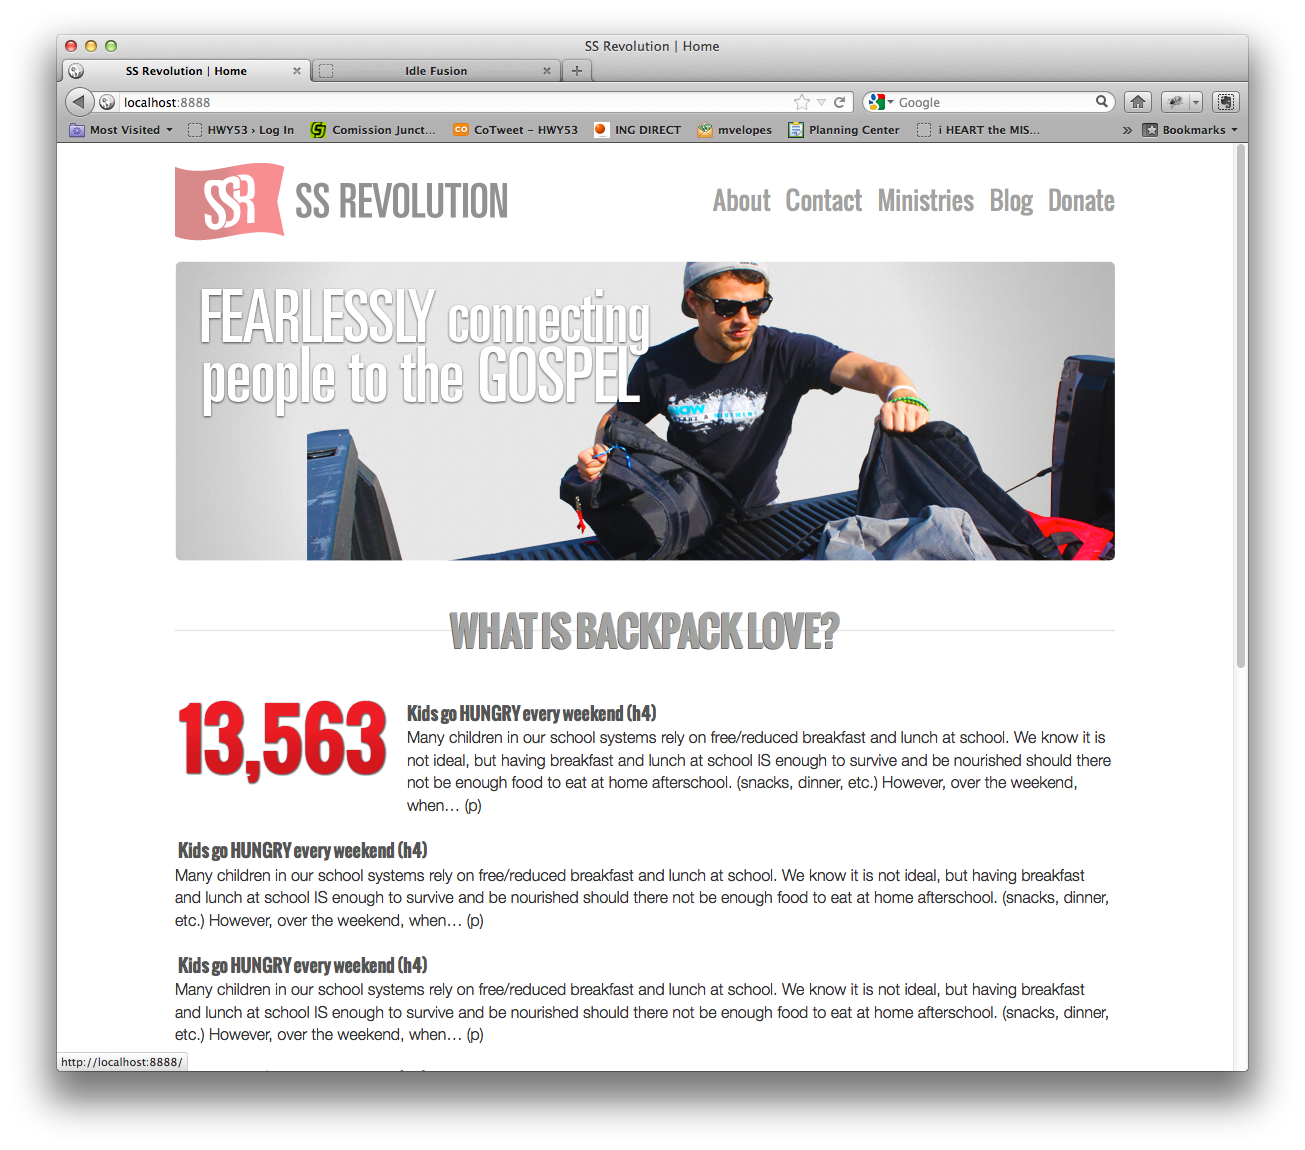 SS Revolution | Home
SS Revolution | Home
Idle Fusion
localhost:8888
Google
Most Visited
HWY53 › Log In
Comission Junct...
CoTweet - HWY53
ING DIRECT
mvelopes
Planning Center
i HEART the MIS...
»
Bookmarks
SSR
SS REVOLUTION
About Contact Ministries Blog Donate
FEARLESSLY connecting
people to the GOSPEL
WHAT IS BACKPACK LOVE?
13,563
Kids go HUNGRY every weekend (h4)
Many children in our school systems rely on free/reduced breakfast and lunch at school. We know it is
not ideal, but having breakfast and lunch at school IS enough to survive and be nourished should there
not be enough food to eat at home afterschool. (snacks, dinner, etc.) However, over the weekend,
when… (p)
Kids go HUNGRY every weekend (h4)
Many children in our school systems rely on free/reduced breakfast and lunch at school. We know it is not ideal, but having breakfast
and lunch at school IS enough to survive and be nourished should there not be enough food to eat at home afterschool. (snacks, dinner,
etc.) However, over the weekend, when… (p)
Kids go HUNGRY every weekend (h4)
Many children in our school systems rely on free/reduced breakfast and lunch at school. We know it is not ideal, but having breakfast
and lunch at school IS enough to survive and be nourished should there not be enough food to eat at home afterschool. (snacks, dinner,
etc.) However, over the weekend, when… (p)
http://localhost:8888/